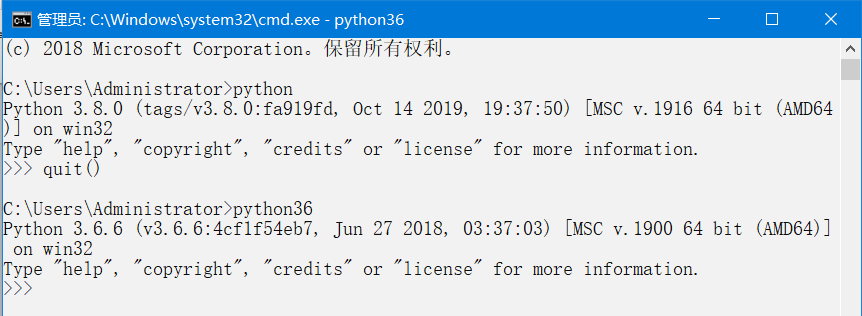 管理员: C:\Windows\system32\cmd.exe - python36
(c) 2018 Microsoft Corporation。保留所有权利。
C:\Users\Administrator>python
Python 3.8.0 (tags/v3.8.0:fa919fd, Oct 14 2019, 19:37:50) [MSC v.1916 64 bit (AMD64
)] on win32
Type "help", "copyright", "credits" or "license" for more information.
>>> quit()
C:\Users\Administrator>python36
Python 3.6.6 (v3.6.6:4cf1f54eb7, Jun 27 2018, 03:37:03) [MSC v.1900 64 bit (AMD64)]
 on win32
Type "help", "copyright", "credits" or "license" for more information.
>>>